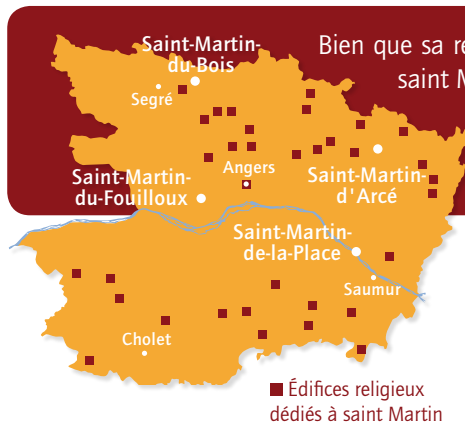 Bien que sa re
saint M
Saint-Martin-
du-Bois
Segré
Angers
Saint-Martin-
du-Fouilloux
Saint-Martin-
d'Arcé
Saint-Martin-
de-la-Place
Saumur
Cholet
Édifices religieux
dédiés à saint Martin